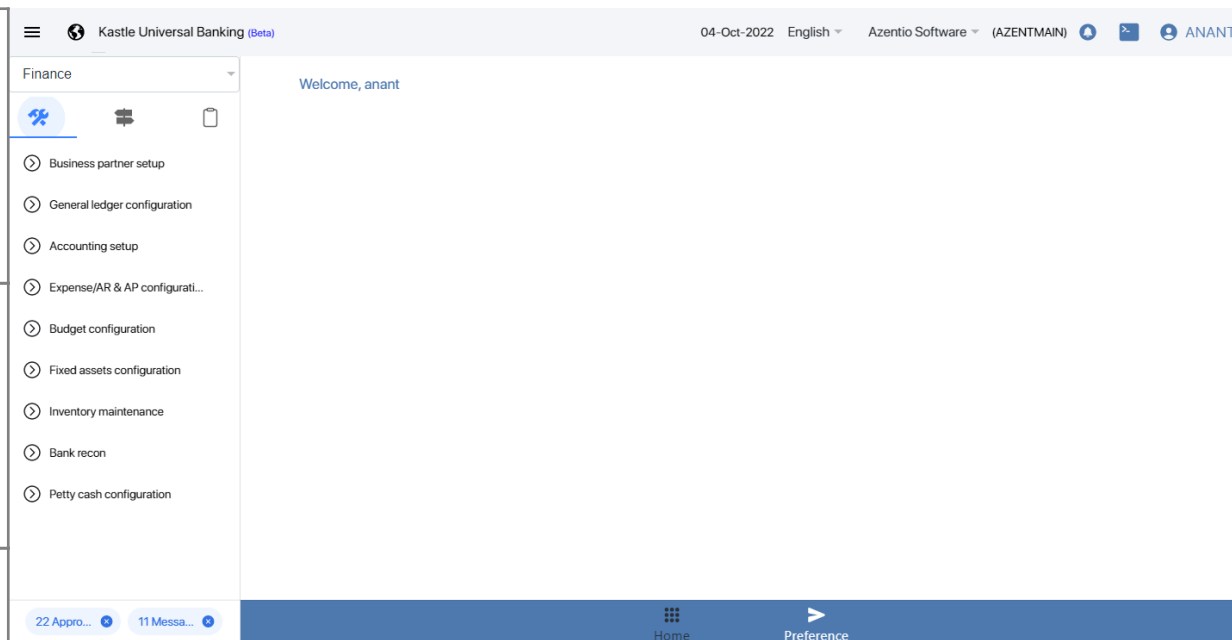 Kastle Universal Banking (Beta)
04-Oct-2022 English Azentio Software (AZENTMAIN) ANANT
Finance
Welcome, anant
Business partner setup
General ledger configuration
Accounting setup
Expense/AR & AP configurati...
Budget configuration
Fixed assets configuration
Inventory maintenance
Bank recon
Petty cash configuration
22 Appro... 11 Messa...
Home Preference